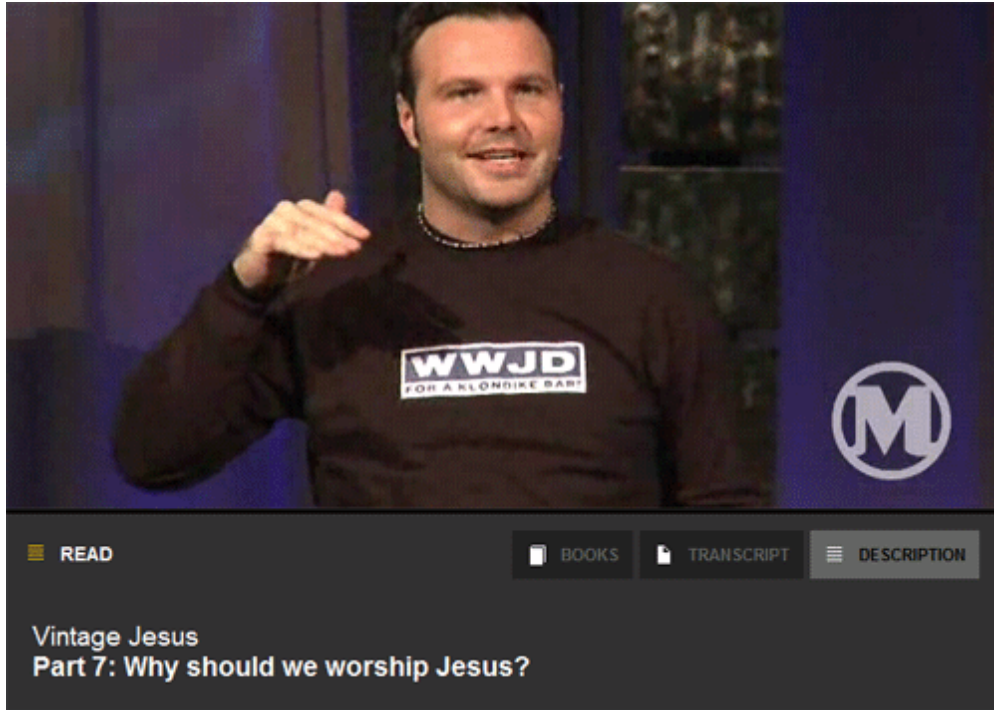 WWJD
FOR A KLONDIKE BAR?
M
READ
BOOKS
TRANSCRIPT
DESCRIPTION
Vintage Jesus
Part 7: Why should we worship Jesus?